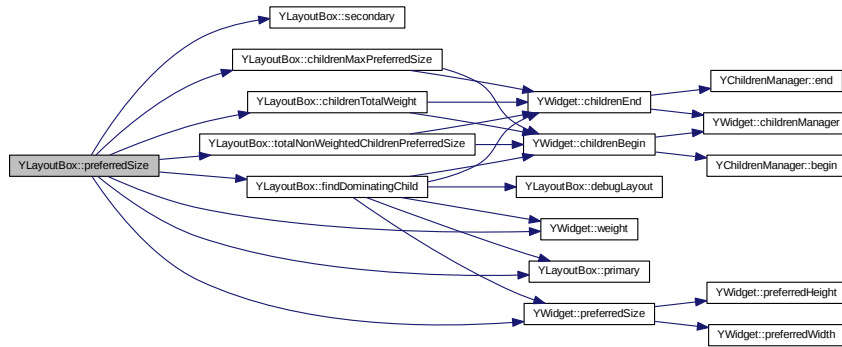 YLayoutBox::preferredSize
YLayoutBox::secondary
YLayoutBox::childrenMaxPreferredSize
YLayoutBox::childrenTotalWeight
YLayoutBox::totalNonWeightedChildrenPreferredSize
YLayoutBox::findDominatingChild
YWidget::childrenEnd
YWidget::childrenBegin
YLayoutBox::debugLayout
YWidget::weight
YLayoutBox::primary
YWidget::preferredSize
YChildrenManager::end
YWidget::childrenManager
YChildrenManager::begin
YWidget::preferredHeight
YWidget::preferredWidth